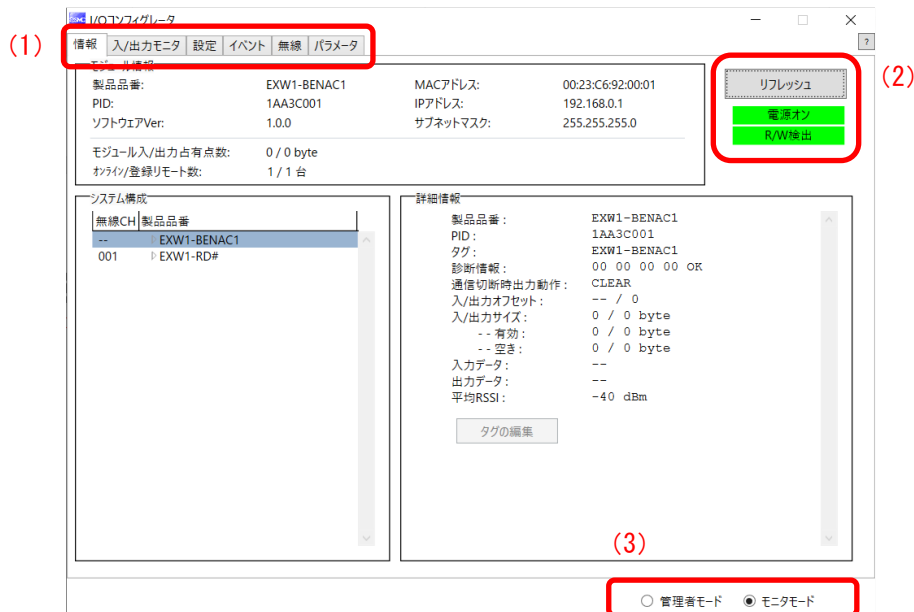 I/Oコンフィグレータ
(1)
情報 入/出力モニタ 設定 イベント 無線 パラメータ
?
モジュール情報
製品品番: EXW1-BENAC1 MACアドレス: 00:23:C6:92:00:01
PID: 1AA3C001 IPアドレス: 192.168.0.1
ソフトウェアVer: 1.0.0 サブネットマスク: 255.255.255.0
モジュール入/出力占有点数: 0 / 0 byte
オンライン/登録リモート数: 1 / 1 台
(2)
リフレッシュ
電源オン
R/W検出
システム構成
無線CH 製品品番
-- EXW1-BENAC1
001 EXW1-RD#
詳細情報
製品品番: EXW1-BENAC1
PID: 1AA3C001
タグ: EXW1-BENAC1
診断情報: 00 00 00 00 OK
通信切断時出力動作: CLEAR
入/出力オフセット: -- / 0
入/出力サイズ: 0 / 0 byte
--有効: 0 / 0 byte
--空き: 0 / 0 byte
入力データ: --
出力データ: --
平均RSSI: -40 dBm
タグの編集
(3)
管理者モード モニタモード